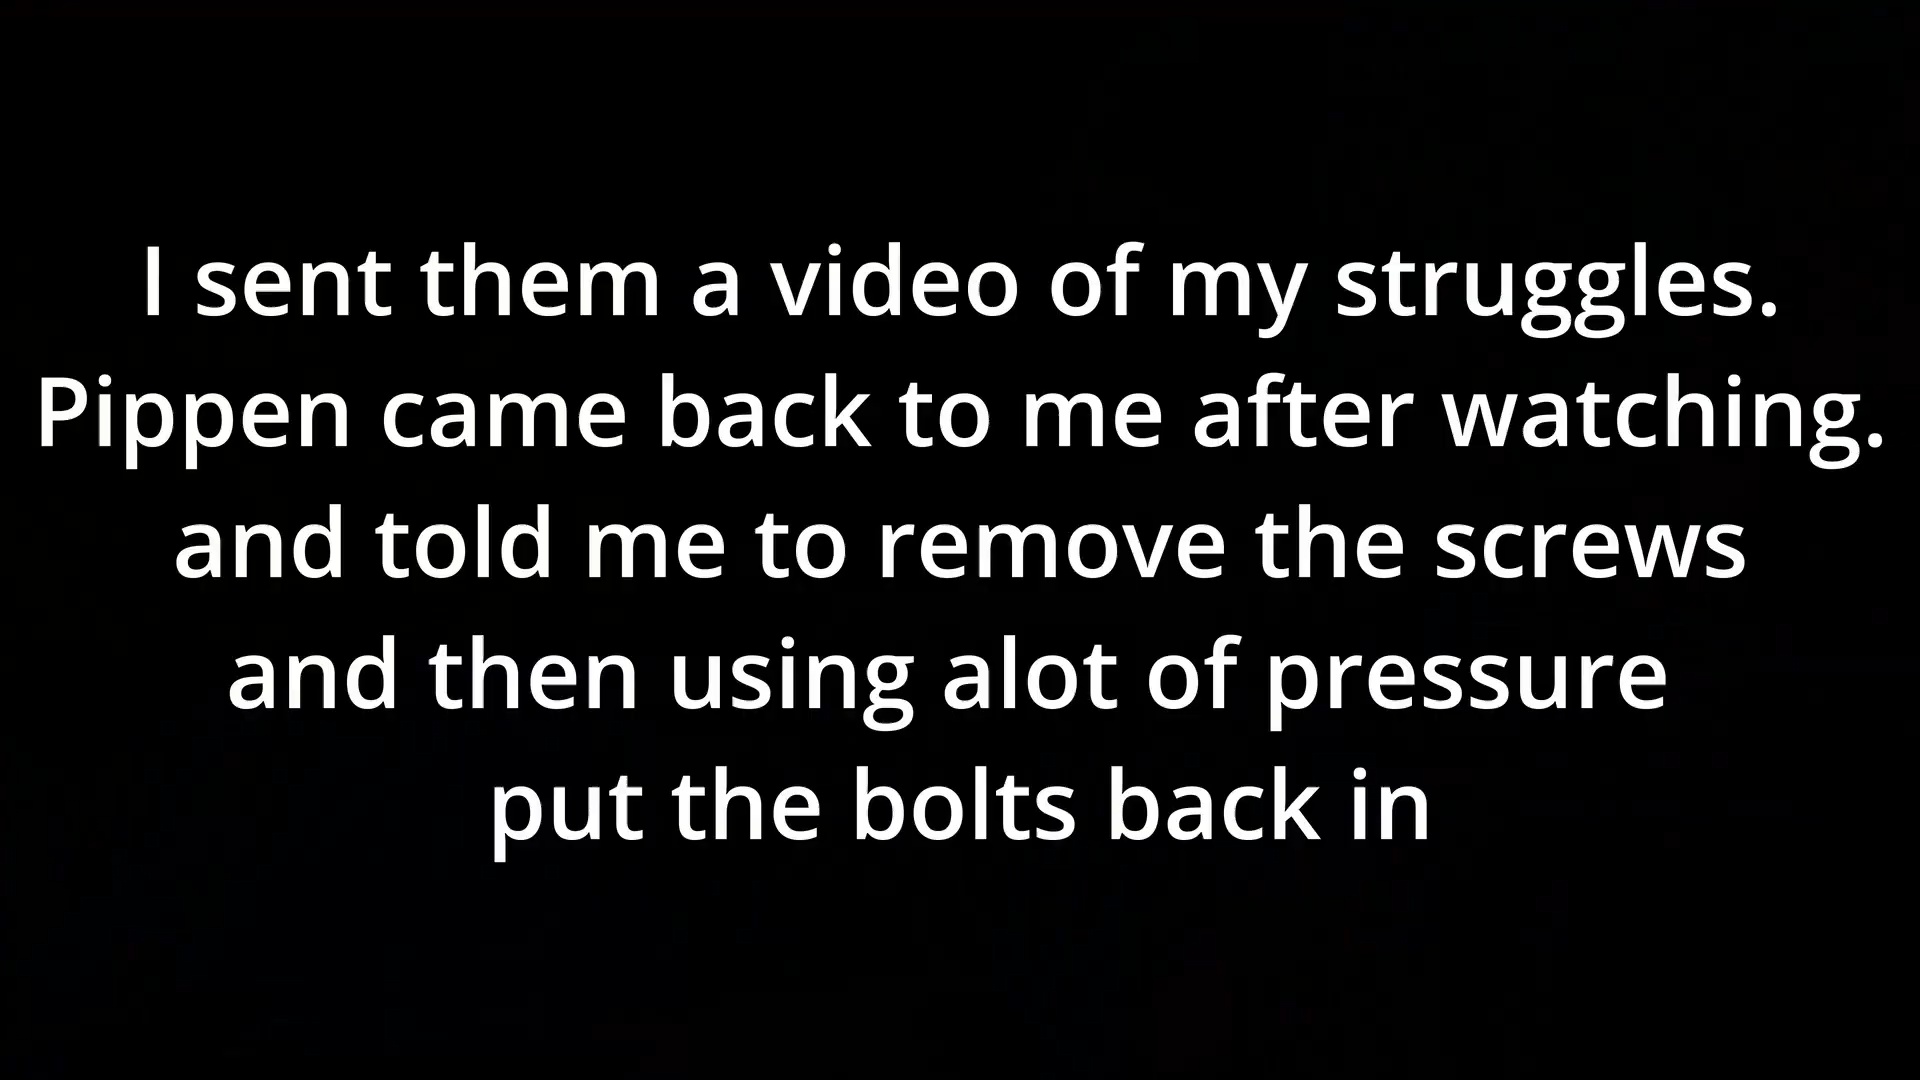 I sent them a video of my struggles.
Pippen came back to me after watching.
and told me to remove the screws
and then using alot of pressure
put the bolts back in